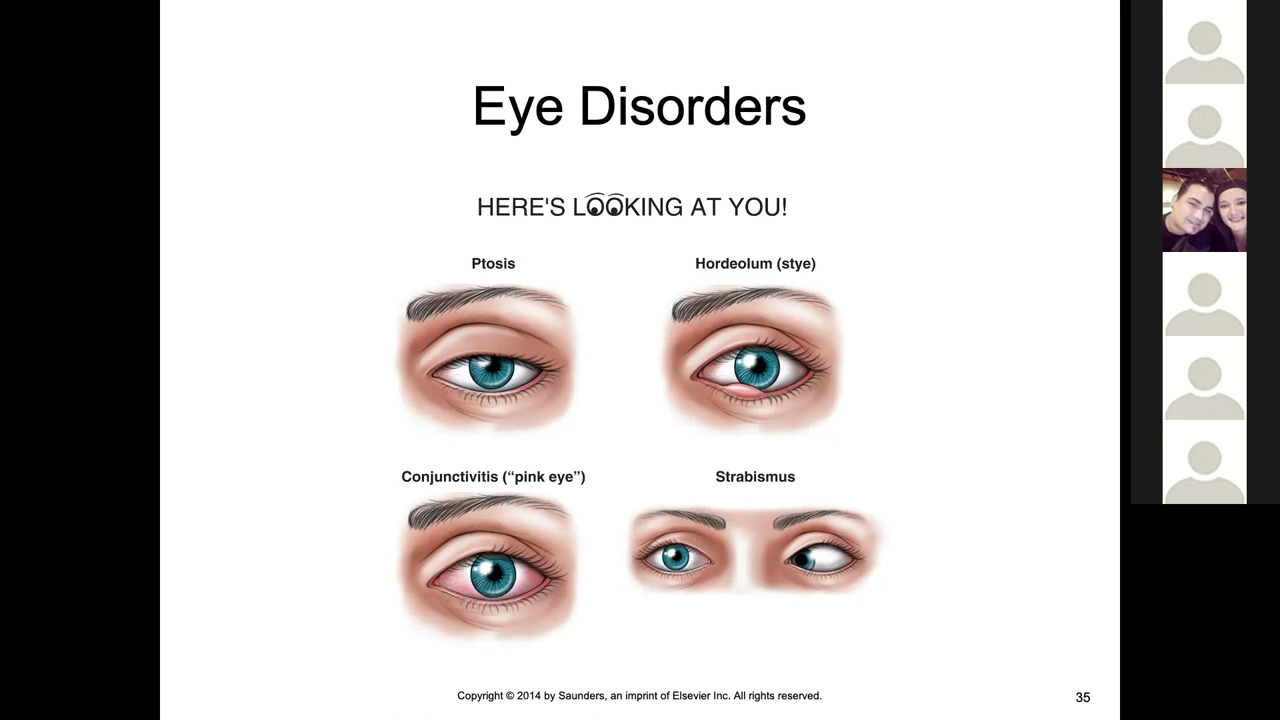 Eye Disorders
HERE'S LOOKING AT YOU!
Ptosis
Hordeolum (stye)
Conjunctivitis (“pink eye”)
Strabismus
Copyright © 2014 by Saunders, an imprint of Elsevier Inc. All rights reserved.
35